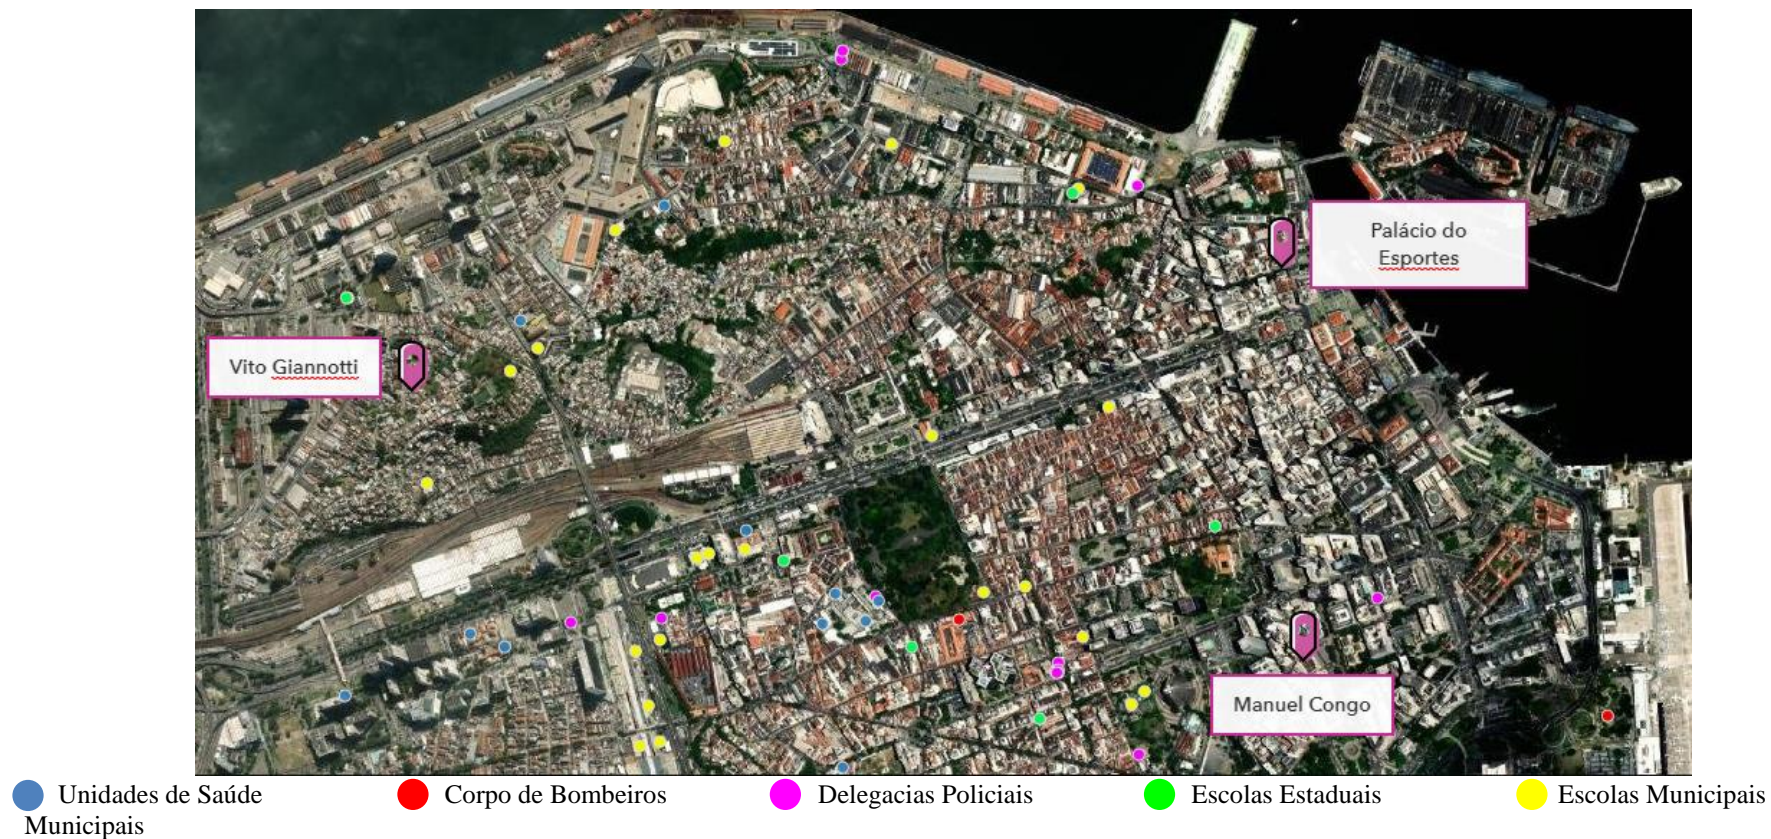 Palácio do
Esportes
Vito Giannotti
Manuel Congo
Unidades de Saúde
Municipais
Corpo de Bombeiros
Delegacias Policiais
Escolas Estaduais
Escolas Municipais